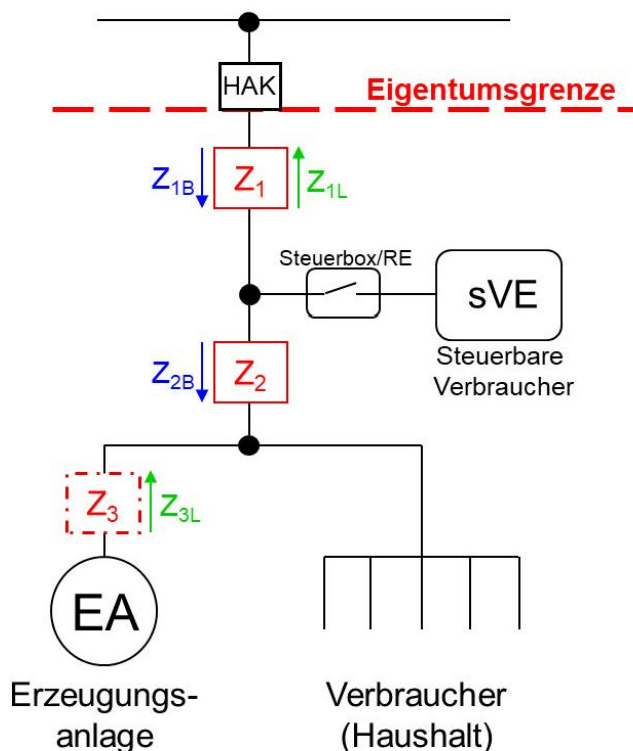 HAK
Eigentumsgrenze
Z1B
Z1
Z1L
Steuerbox/RE
sVE
Steuerbare
Verbraucher
Z2B
Z2
Z3
Z3L
EA
Erzeugungs-
anlage
Verbraucher
(Haushalt)